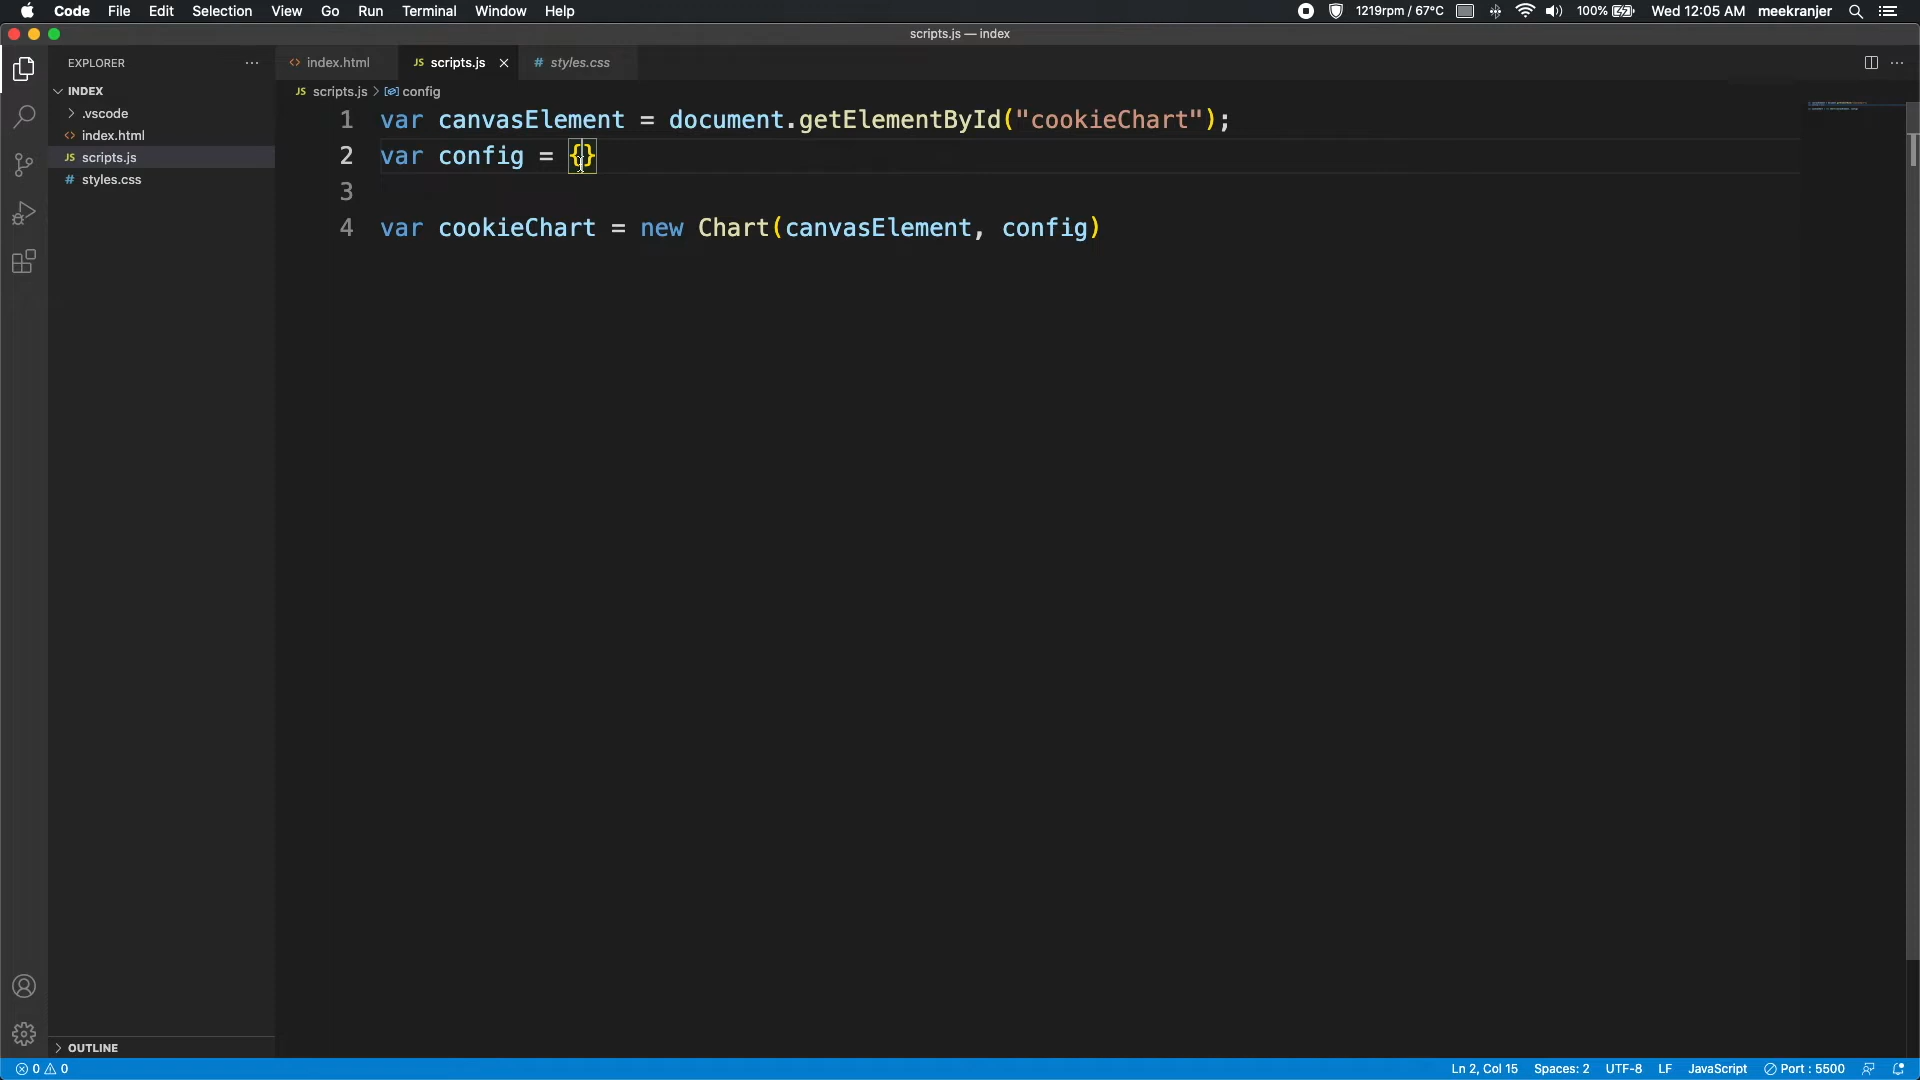 Code File Edit Selection View Go Run Terminal Window Help 1219rpm / 67°C 100% Wed 12:05 AM meekranjer
scripts.js — index
EXPLORER ··· <> index.html JS scripts.js × # styles.css ···
INDEX JS scripts.js > config
> .vscode
<> index.html
JS scripts.js
# styles.css
1 var canvasElement = document.getElementById("cookieChart");
2 var config = {}
3
4 var cookieChart = new Chart(canvasElement, config)
> OUTLINE
0 0 Ln 2, Col 15 Spaces: 2 UTF-8 LF JavaScript Port : 5500